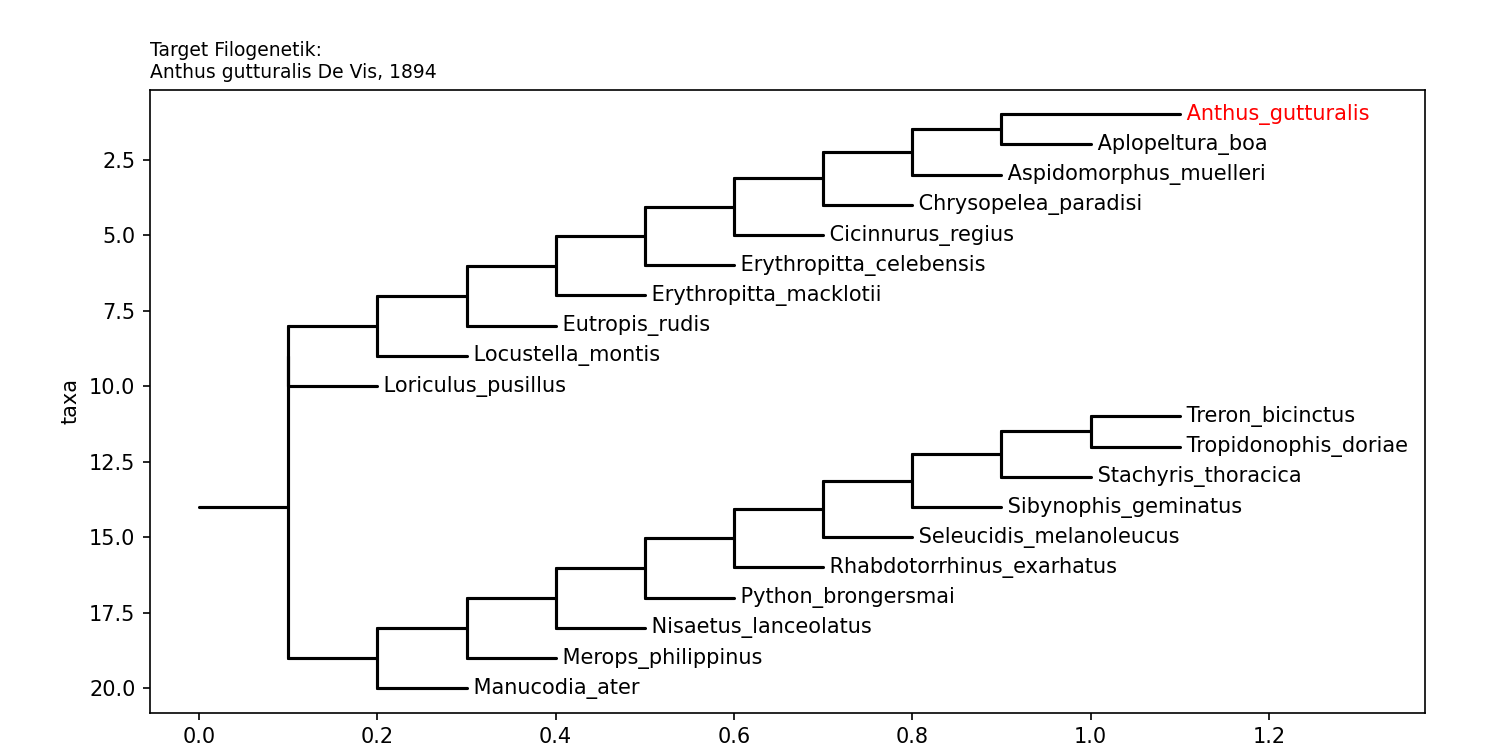 Target Filogenetik:
Anthus gutturalis De Vis, 1894
Anthus_gutturalis
Aplopeltura_boa
2.5
Aspidomorphus_muelleri
Chrysopelea_paradisi
5.0
Cicinnurus_regius
Erythropitta_celebensis
Erythropitta_macklotii
7.5
Eutropis_rudis
Locustella_montis
10.0
Loriculus_pusillus
taxa
Treron_bicinctus
Tropidonophis_doriae
12.5
Stachyris_thoracica
Sibynophis_geminatus
15.0
Seleucidis_melanoleucus
Rhabdotorrhinus_exarhatus
Python_brongersmai
17.5
Nisaetus_lanceolatus
Merops_philippinus
20.0
Manucodia_ater
0.0 0.2 0.4 0.6 0.8 1.0 1.2